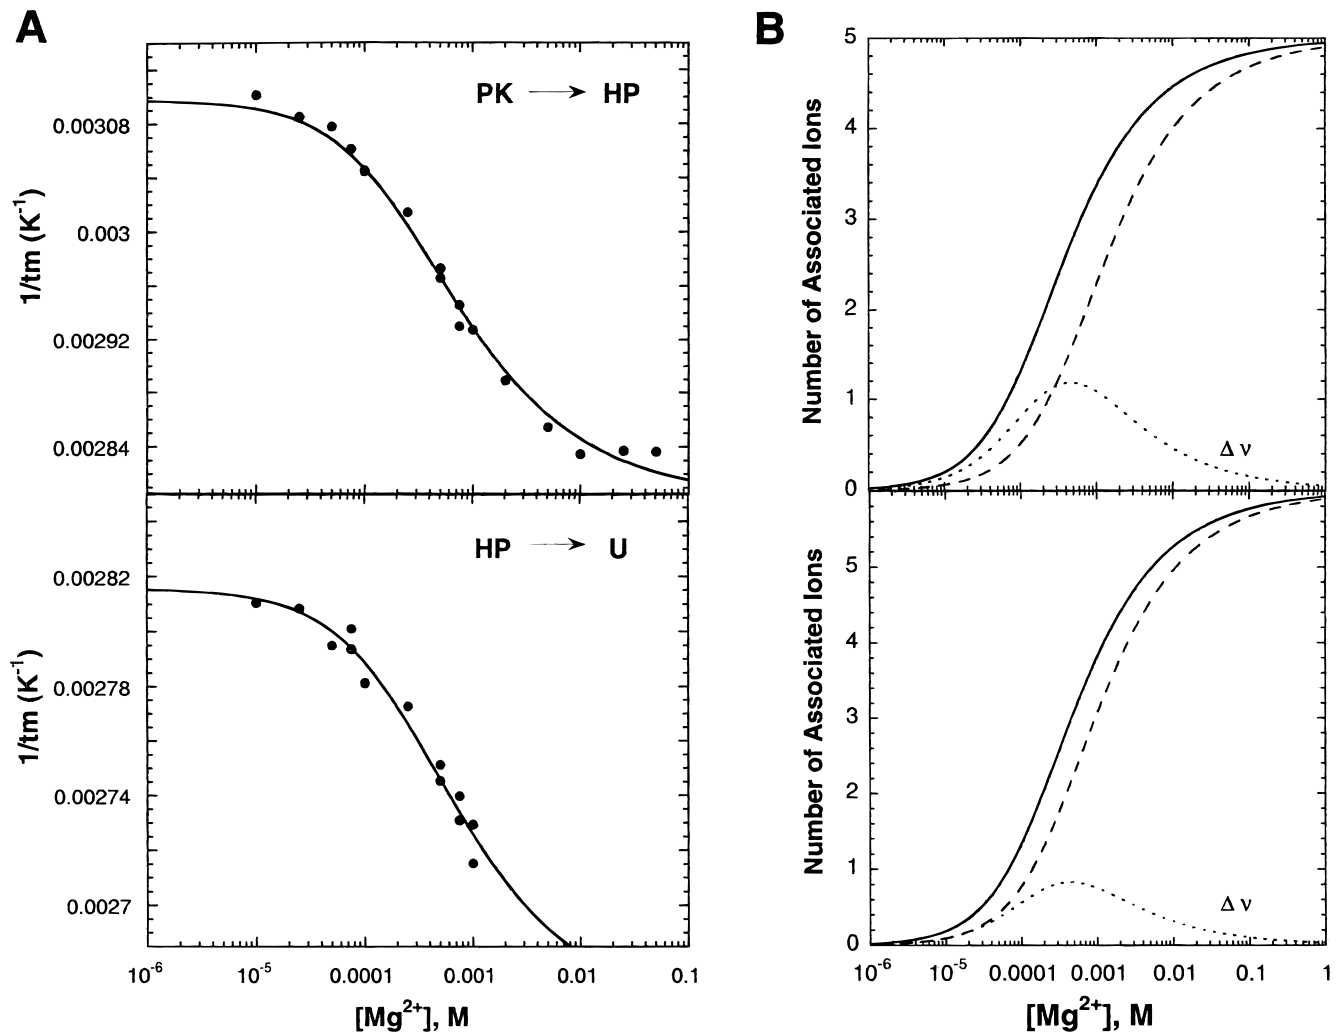 A
PK → HP
0.00308
0.003
0.00292
0.00284
1/tm (K⁻¹)
HP → U
0.00282
0.00278
0.00274
0.0027
1/tm (K⁻¹)
10⁻⁶ 10⁻⁵ 0.0001 0.001 0.01 0.1
[Mg²⁺], M
B
5
4
3
2
1
0
Number of Associated Ions
Δ ν
5
4
3
2
1
0
Number of Associated Ions
Δ ν
10⁻⁶ 10⁻⁵ 0.0001 0.001 0.01 0.1 1
[Mg²⁺], M